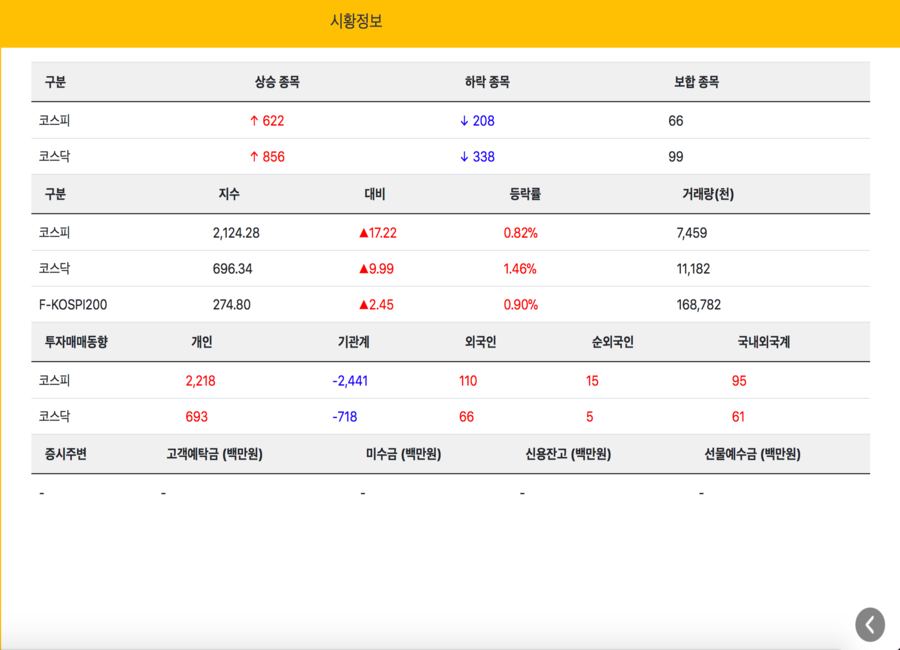 시황정보
구분 상승 종목 하락 종목 보합 종목
코스피 ↑ 622 ↓ 208 66
코스닥 ↑ 856 ↓ 338 99
구분 지수 대비 등락률 거래량(천)
코스피 2,124.28 ▲17.22 0.82% 7,459
코스닥 696.34 ▲9.99 1.46% 11,182
F-KOSPI200 274.80 ▲2.45 0.90% 168,782
투자매매동향 개인 기관계 외국인 순외국인 국내외국계
코스피 2,218 -2,441 110 15 95
코스닥 693 -718 66 5 61
증시주변 고객예탁금 (백만원) 미수금 (백만원) 신용잔고 (백만원) 선물예수금 (백만원)
- - - - -